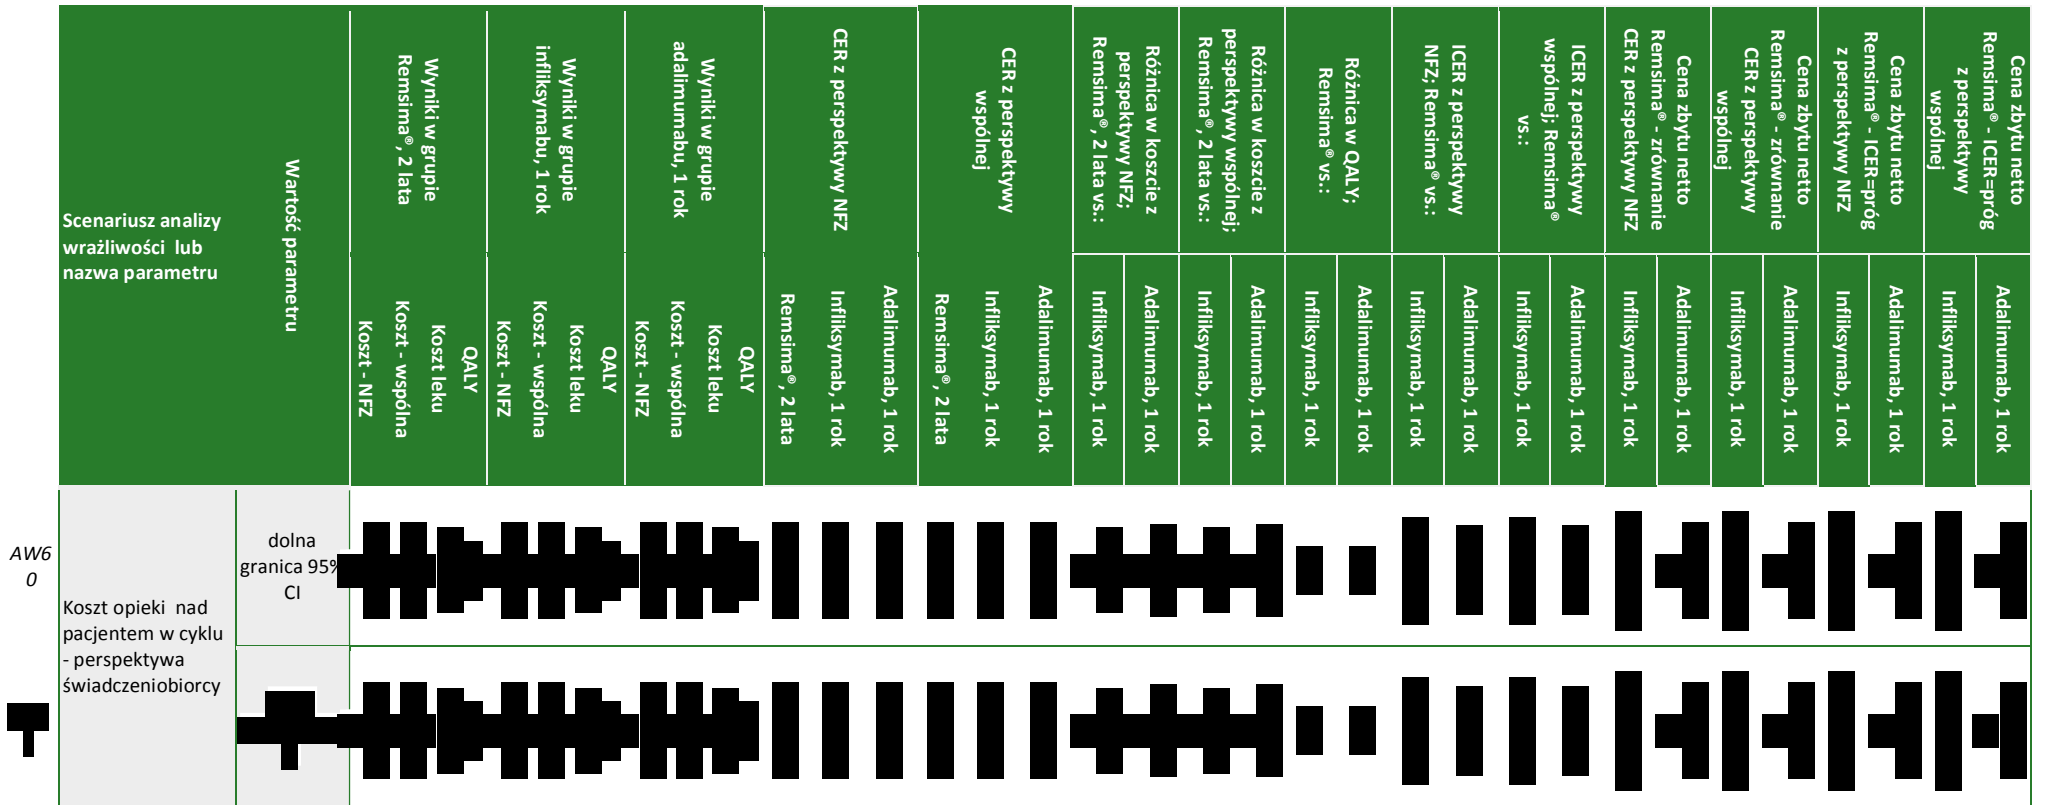 Scenariusz analizy
wrażliwości lub
nazwa parametru
Wartość parametru
Wyniki w grupie
Remsima®, 2 lata
Wyniki w grupie
infliksymabu, 1 rok
Wyniki w grupie
adalimumabu, 1 rok
CER z perspektywy NFZ
CER z perspektywy
wspólnej
Różnica w koszcie z
perspektywy NFZ;
Remsima®, 2 lata vs.:
Różnica w koszcie z
perspektywy wspólnej;
Remsima®, 2 lata vs.:
Różnica w QALY;
Remsima® vs.:
ICER z perspektywy
NFZ; Remsima® vs.:
ICER z perspektywy
wspólnej; Remsima®
vs.:
Cena zbytu netto
Remsima® - zrównanie
CER z perspektywy NFZ
Cena zbytu netto
Remsima® - zrównanie
CER z perspektywy
wspólnej
Cena zbytu netto
Remsima® - ICER=próg
z perspektywy NFZ
Cena zbytu netto
Remsima® - ICER=próg
z perspektywy
wspólnej
Koszt - NFZ
Koszt - wspólna
Koszt leku
QALY
Koszt - NFZ
Koszt - wspólna
Koszt leku
QALY
Koszt - NFZ
Koszt - wspólna
Koszt leku
QALY
Remsima®, 2 lata
Infliksymab, 1 rok
Adalimumab, 1 rok
Remsima®, 2 lata
Infliksymab, 1 rok
Adalimumab, 1 rok
Infliksymab, 1 rok
Adalimumab, 1 rok
Infliksymab, 1 rok
Adalimumab, 1 rok
Infliksymab, 1 rok
Adalimumab, 1 rok
Infliksymab, 1 rok
Adalimumab, 1 rok
Infliksymab, 1 rok
Adalimumab, 1 rok
Infliksymab, 1 rok
Adalimumab, 1 rok
Infliksymab, 1 rok
Adalimumab, 1 rok
Infliksymab, 1 rok
Adalimumab, 1 rok
Infliksymab, 1 rok
Adalimumab, 1 rok
AW6
0
Koszt opieki nad
pacjentem w cyklu
- perspektywa
świadczeniobiorcy
dolna
granica 95%
CI